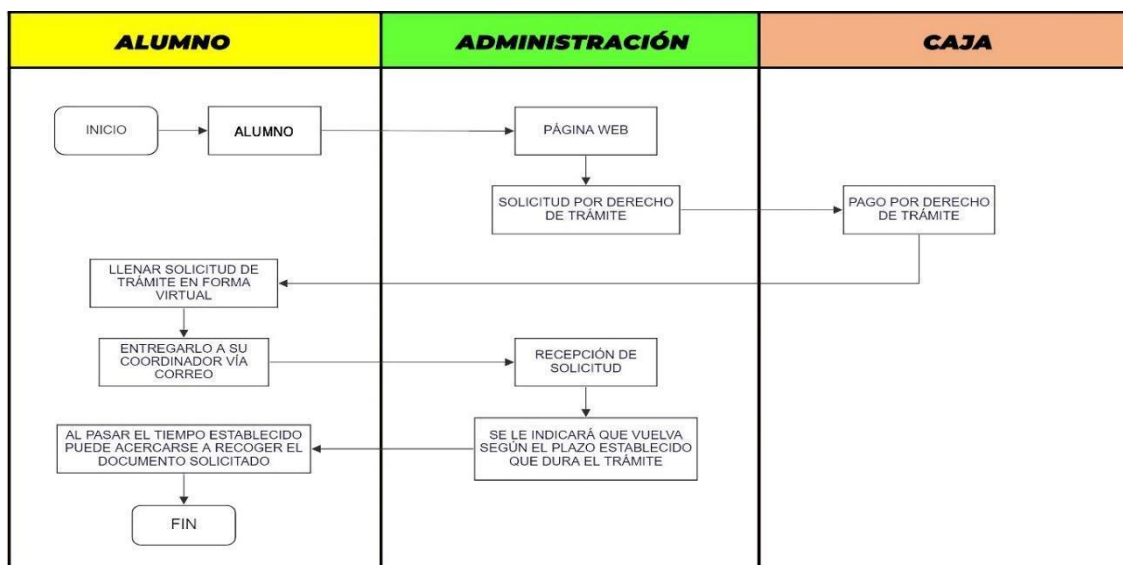 ALUMNO
ADMINISTRACIÓN
CAJA
INICIO
ALUMNO
PÁGINA WEB
SOLICITUD POR DERECHO
DE TRÁMITE
PAGO POR DERECHO
DE TRÁMITE
LLENAR SOLICITUD DE
TRÁMITE EN FORMA
VIRTUAL
ENTREGARLO A SU
COORDINADOR VÍA
CORREO
RECEPCIÓN DE
SOLICITUD
SE LE INDICARÁ QUE VUELVA
SEGÚN EL PLAZO ESTABLECIDO
QUE DURA EL TRÁMITE
AL PASAR EL TIEMPO ESTABLECIDO
PUEDE ACERCARSE A RECOGER EL
DOCUMENTO SOLICITADO
FIN